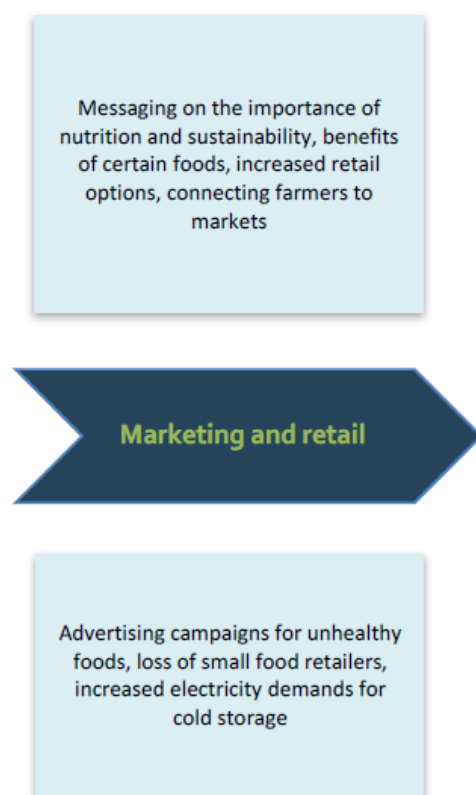 Messaging on the importance of
nutrition and sustainability, benefits
of certain foods, increased retail
options, connecting farmers to
markets
Marketing and retail
Advertising campaigns for unhealthy
foods, loss of small food retailers,
increased electricity demands for
cold storage